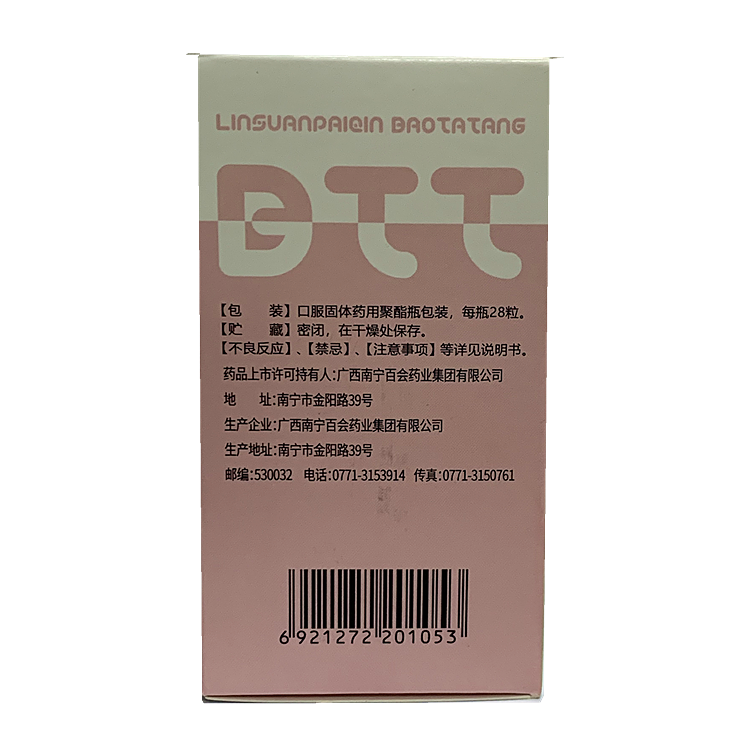 LINSUANPAIQIN BAOTATANG
BTT
【包　装】口服固体药用聚酯瓶包装，每瓶28粒。
【贮　藏】密闭，在干燥处保存。
【不良反应】、【禁忌】、【注意事项】等详见说明书。
药品上市许可持有人：广西南宁百会药业集团有限公司
地　址：南宁市金阳路39号
生产企业：广西南宁百会药业集团有限公司
生产地址：南宁市金阳路39号
邮编：530032　电话：0771-3153914　传真：0771-3150761
6 921272 201053